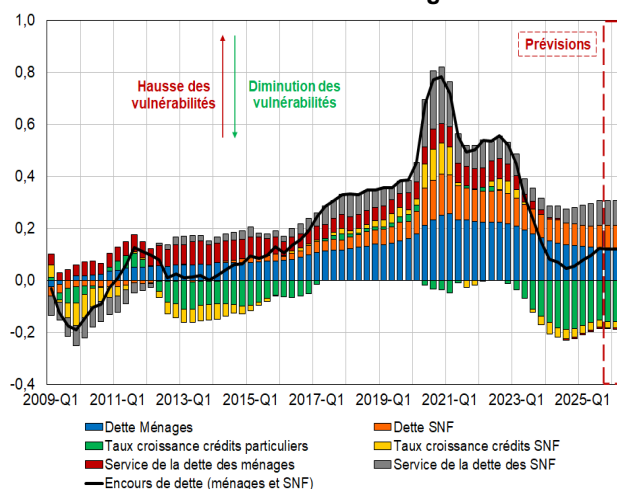 1,0
Prévisions
0,8
Hausse des
vulnérabilités
Diminution des
vulnérabilités
0,6
0,4
0,2
0,0
-0,2
-0,4
2009-Q1 2011-Q1 2013-Q1 2015-Q1 2017-Q1 2019-Q1 2021-Q1 2023-Q1 2025-Q1
Dette Ménages
Dette SNF
Taux croissance crédits particuliers
Taux croissance crédits SNF
Service de la dette des ménages
Service de la dette des SNF
Encours de dette (ménages et SNF)